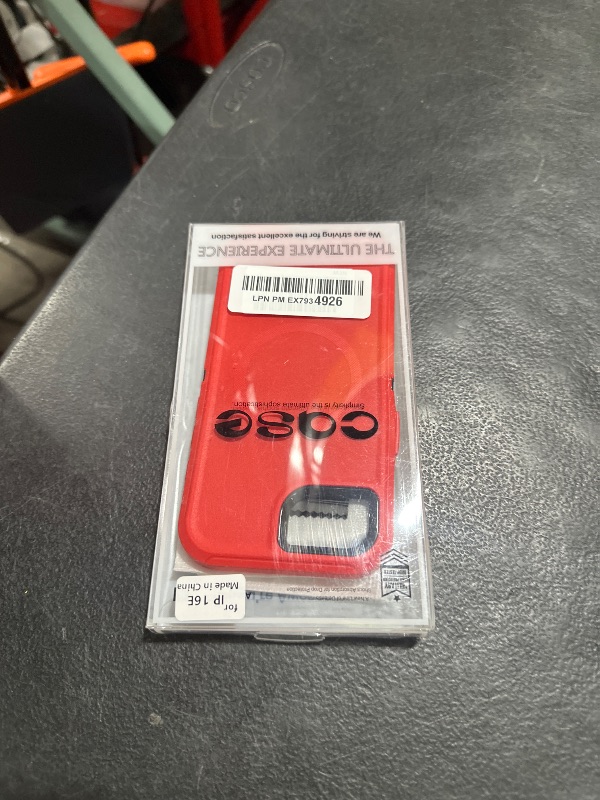 We are striving for the excellent satisfaction
THE ULTIMATE EXPERIENCE
LPN PM EX7934926
Simplicity is the ultimate sophistication
case
for
IP 16E
Made in China